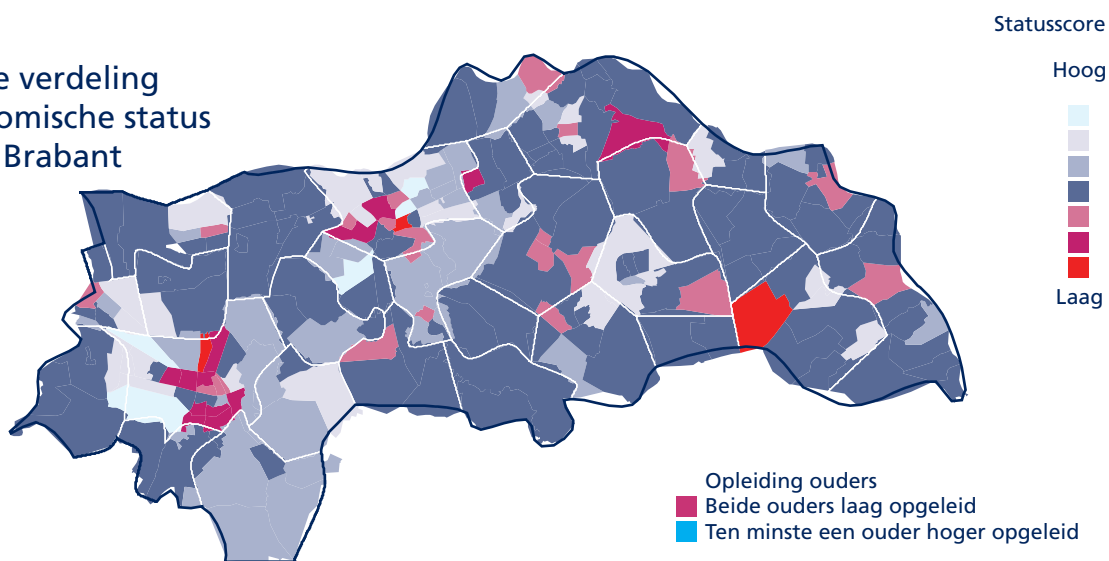 e verdeling
omische status
Brabant
Statusscore
Hoog
Laag
Opleiding ouders
Beide ouders laag opgeleid
Ten minste een ouder hoger opgeleid